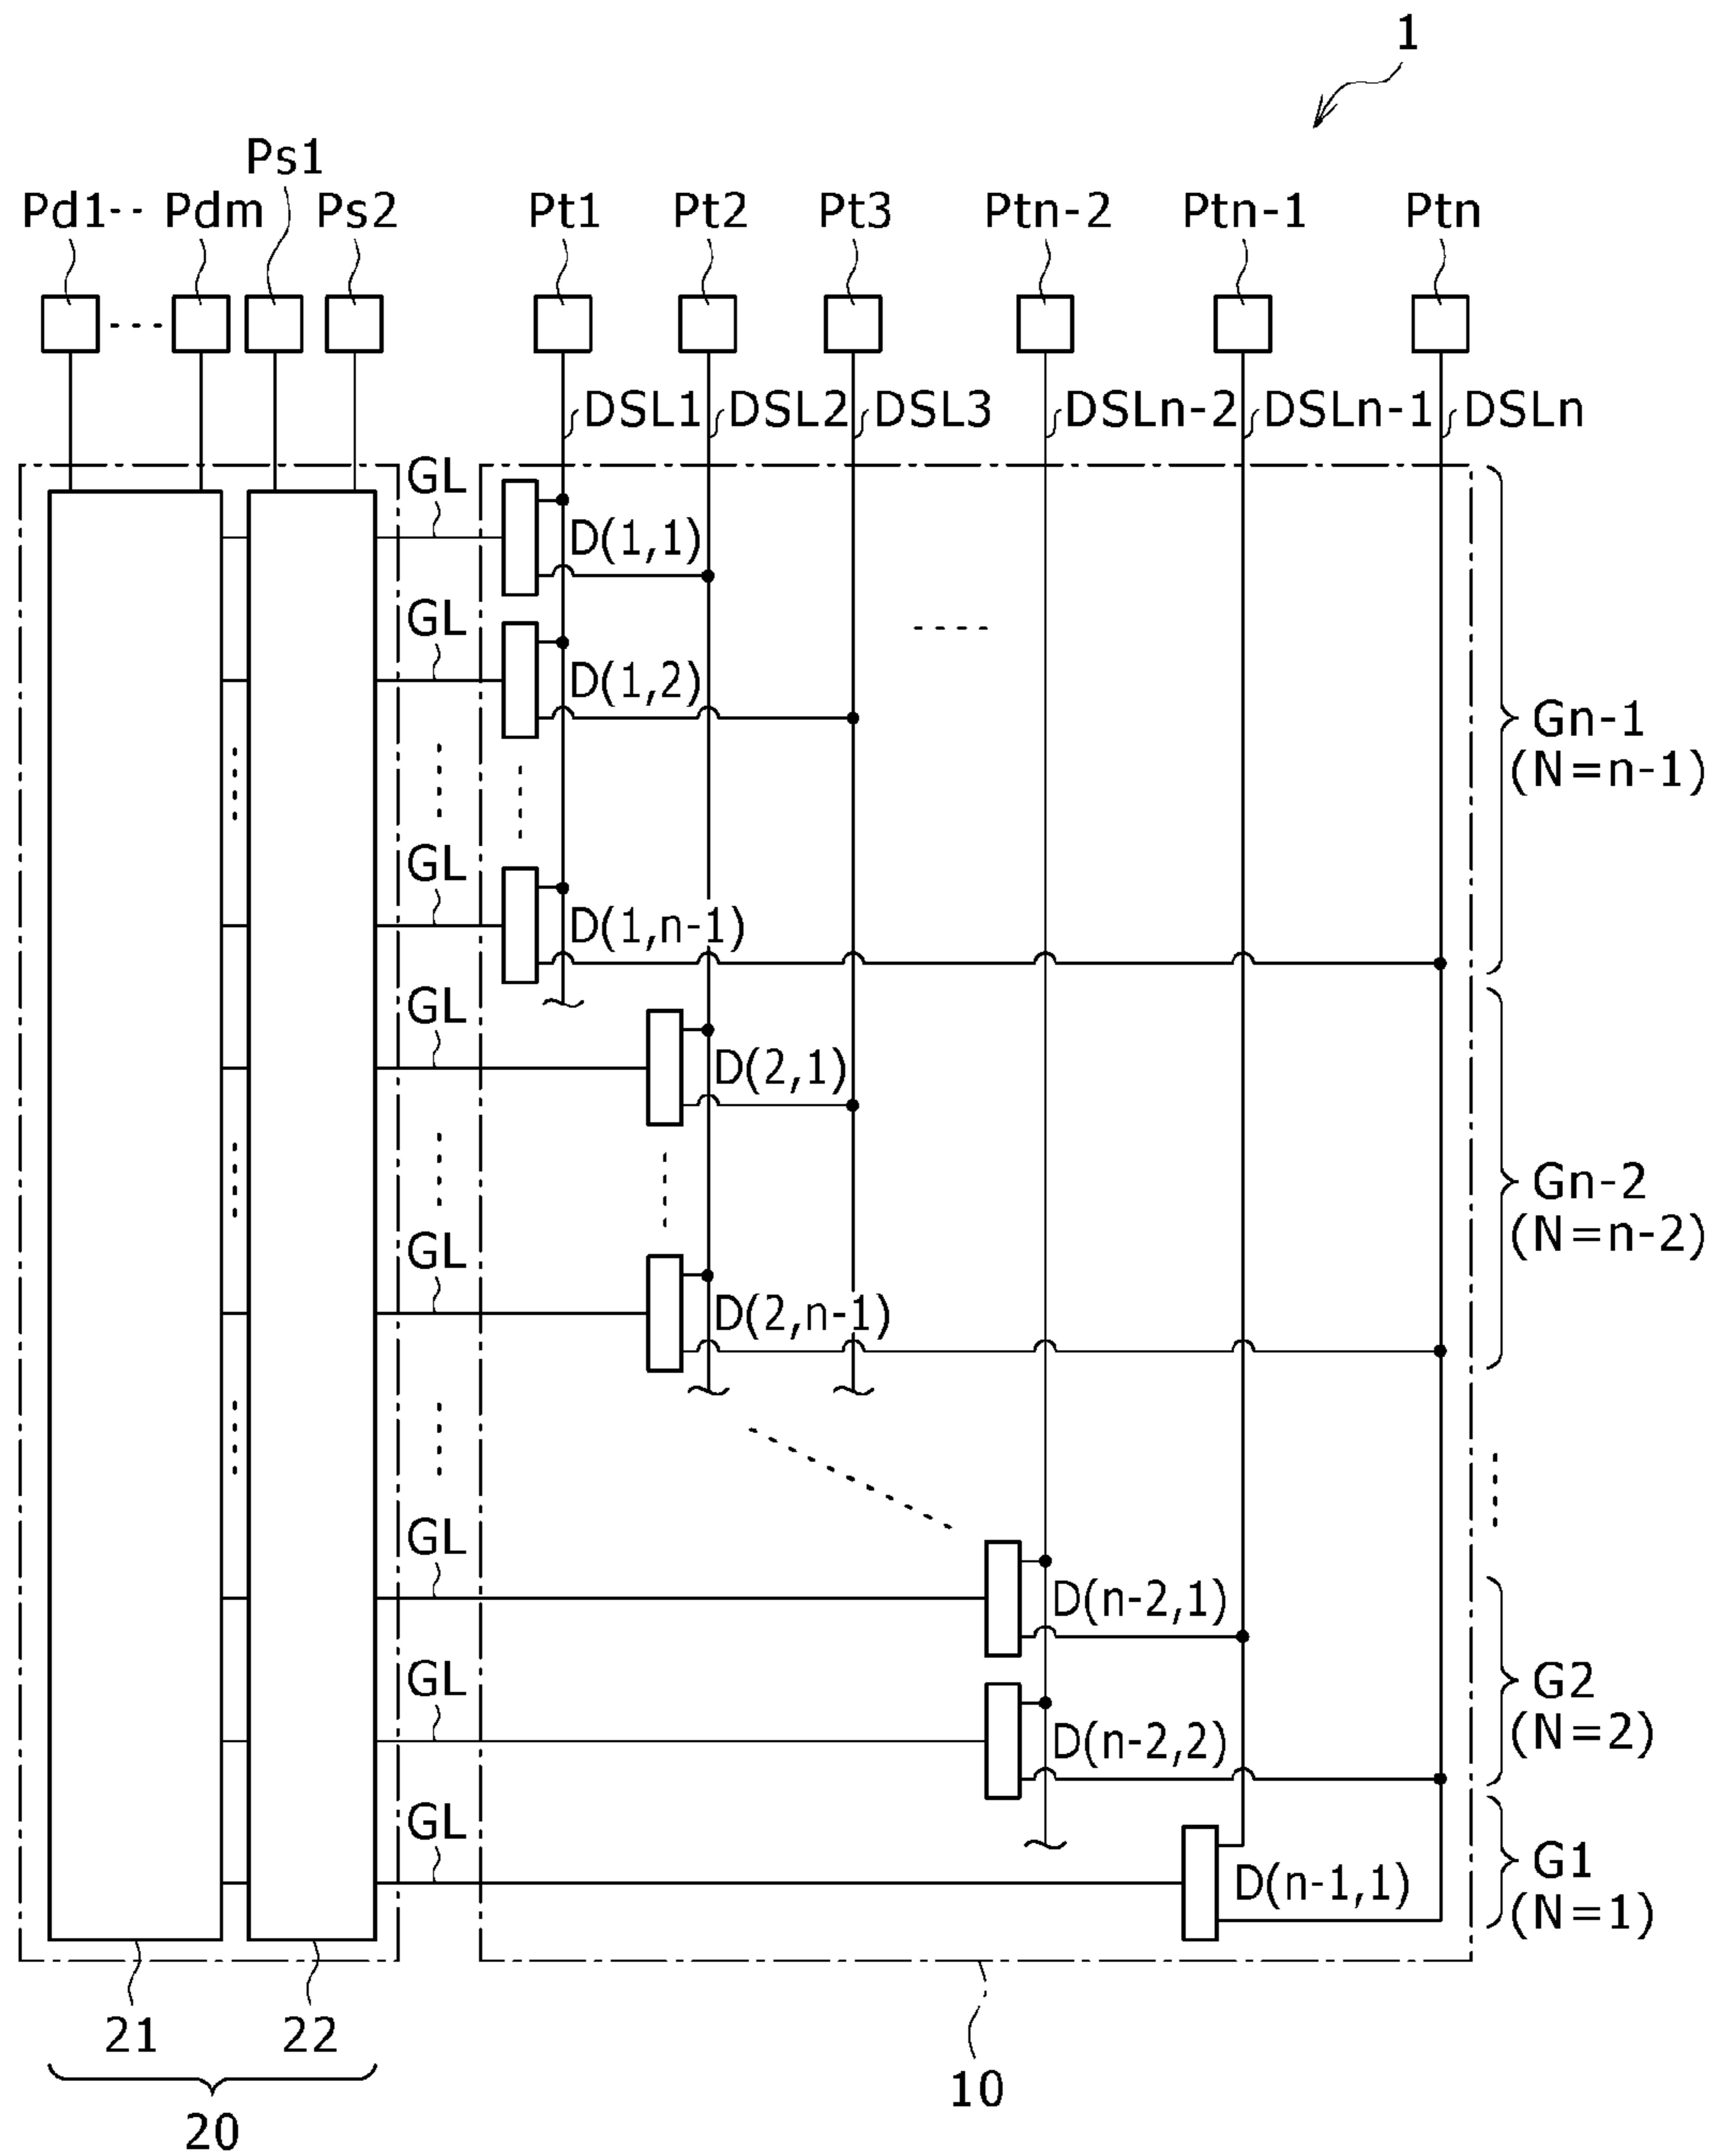 1
Ps1
Pd1-- Pdm Ps2 Pt1 Pt2 Pt3 Ptn-2 Ptn-1 Ptn
DSL1 DSL2 DSL3 DSLn-2 DSLn-1 DSLn
GL
D(1,1)
GL
D(1,2)
Gn-1
(N=n-1)
GL
D(1,n-1)
GL
D(2,1)
Gn-2
(N=n-2)
GL
D(2,n-1)
GL
D(n-2,1)
GL
G2
(N=2)
D(n-2,2)
GL
G1
(N=1)
D(n-1,1)
21 22
10
20